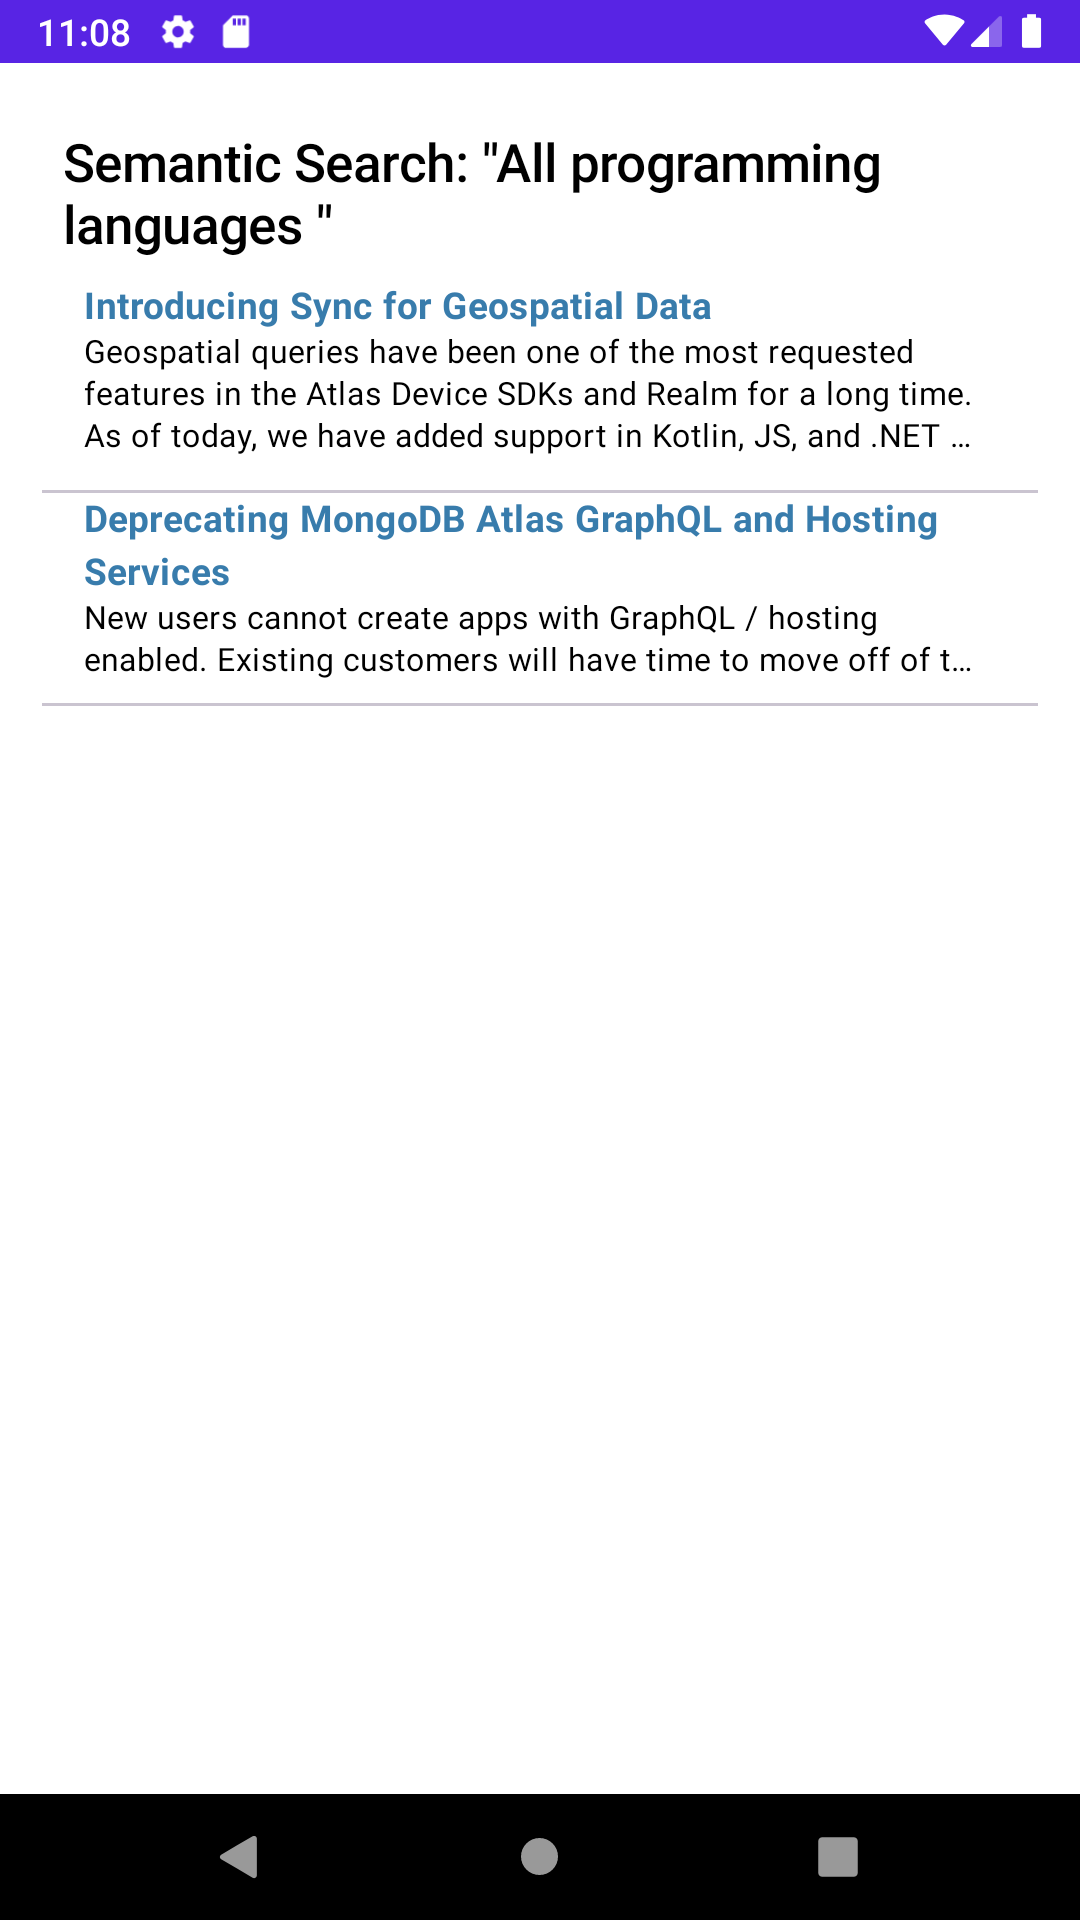 11:08
Semantic Search: "All programming
languages "
Introducing Sync for Geospatial Data
Geospatial queries have been one of the most requested
features in the Atlas Device SDKs and Realm for a long time.
As of today, we have added support in Kotlin, JS, and .NET …
Deprecating MongoDB Atlas GraphQL and Hosting
Services
New users cannot create apps with GraphQL / hosting
enabled. Existing customers will have time to move off of t…